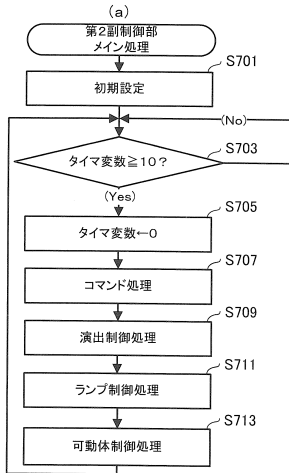 (a)
第2副制御部
メイン処理
S701
初期設定
(No)
S703
タイマ変数≧10?
(Yes)
S705
タイマ変数←0
S707
コマンド処理
S709
演出制御処理
S711
ランプ制御処理
S713
可動体制御処理